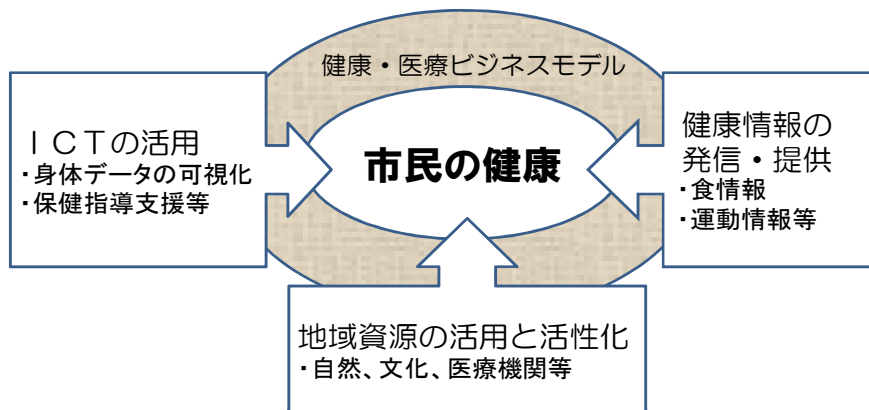 健康・医療ビジネスモデル
ＩＣＴの活用
・身体データの可視化
・保健指導支援等
市民の健康
健康情報の
発信・提供
・食情報
・運動情報等
地域資源の活用と活性化
・自然、文化、医療機関等